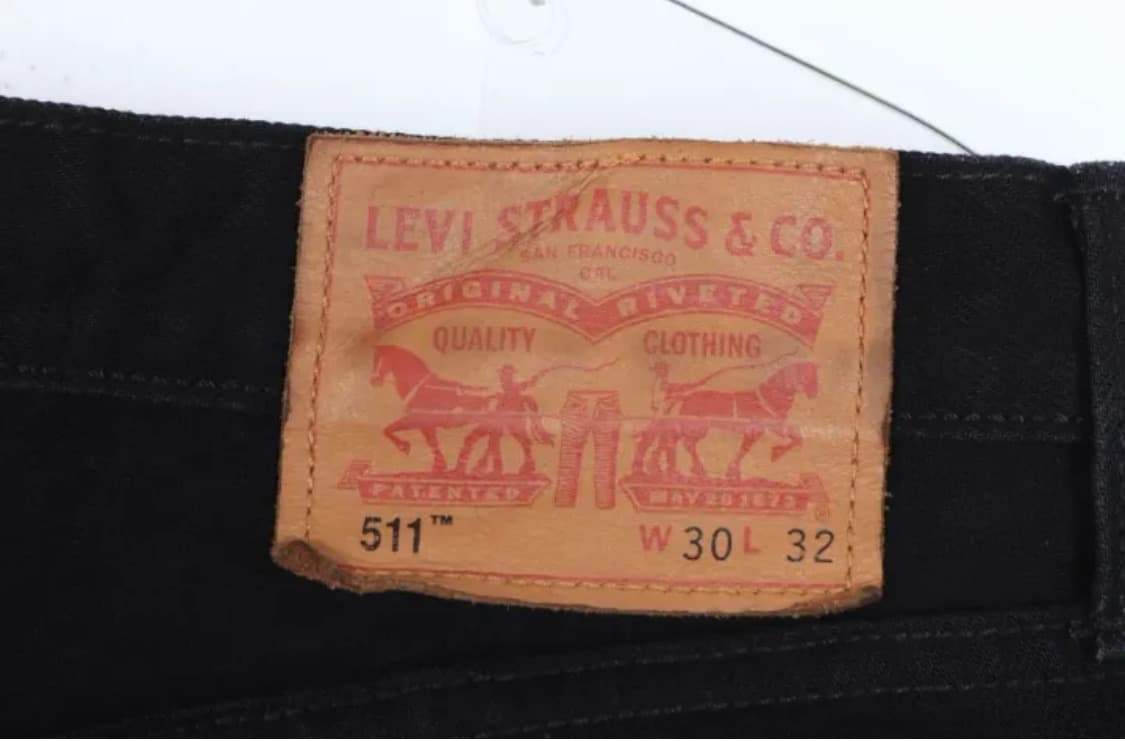 LEVI STRAUSS & CO.
SAN FRANCISCO
CAL.
ORIGINAL RIVETED
QUALITY CLOTHING
PATENTED MAY 20 1873
511™ W 30 L 32